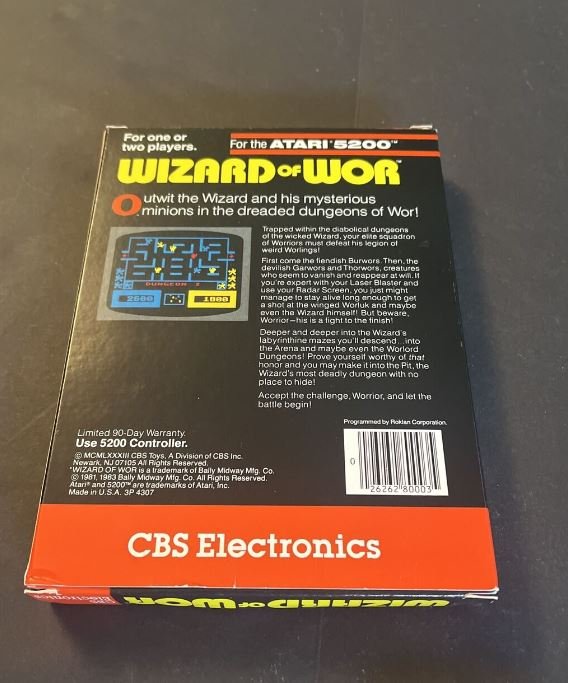 For one or
two players.
For the ATARI® 5200™
WIZARD OF WOR™
Outwit the Wizard and his mysterious
minions in the dreaded dungeons of Wor!
Trapped within the diabolical dungeons
of the wicked Wizard, your elite squadron
of Worriors must defeat his legion of
weird Worlings!
First come the fiendish Burwors. Then, the
devilish Garwors and Thorwors, creatures
who seem to vanish and reappear at will. If
you're expert with your Laser Blaster and
use your Radar Screen, you just might
manage to stay alive long enough to get
a shot at the winged Worluk and maybe
even the Wizard himself! But beware,
Worrior—his is a fight to the finish!
Deeper and deeper into the Wizard's
labyrinthine mazes you'll descend...into
the Arena and maybe even the Worlord
Dungeons! Prove yourself worthy of that
honor and you may make it into the Pit, the
Wizard's most deadly dungeon with no
place to hide!
Accept the challenge, Worrior, and let the
battle begin!
DUNGEON
2600
1800
Programmed by Roklan Corporation.
Limited 90-Day Warranty.
Use 5200 Controller.
© MCMLXXXIII CBS Toys, A Division of CBS Inc.
Newark, NJ 07105 All Rights Reserved.
"WIZARD OF WOR is a trademark of Bally Midway Mfg. Co.
© 1981, 1983 Bally Midway Mfg. Co. All Rights Reserved.
Atari® and 5200™ are trademarks of Atari, Inc.
Made in U.S.A. 3P 4307
0 26262 80003
CBS Electronics
CBS Electronics
WIZARD OF WOR